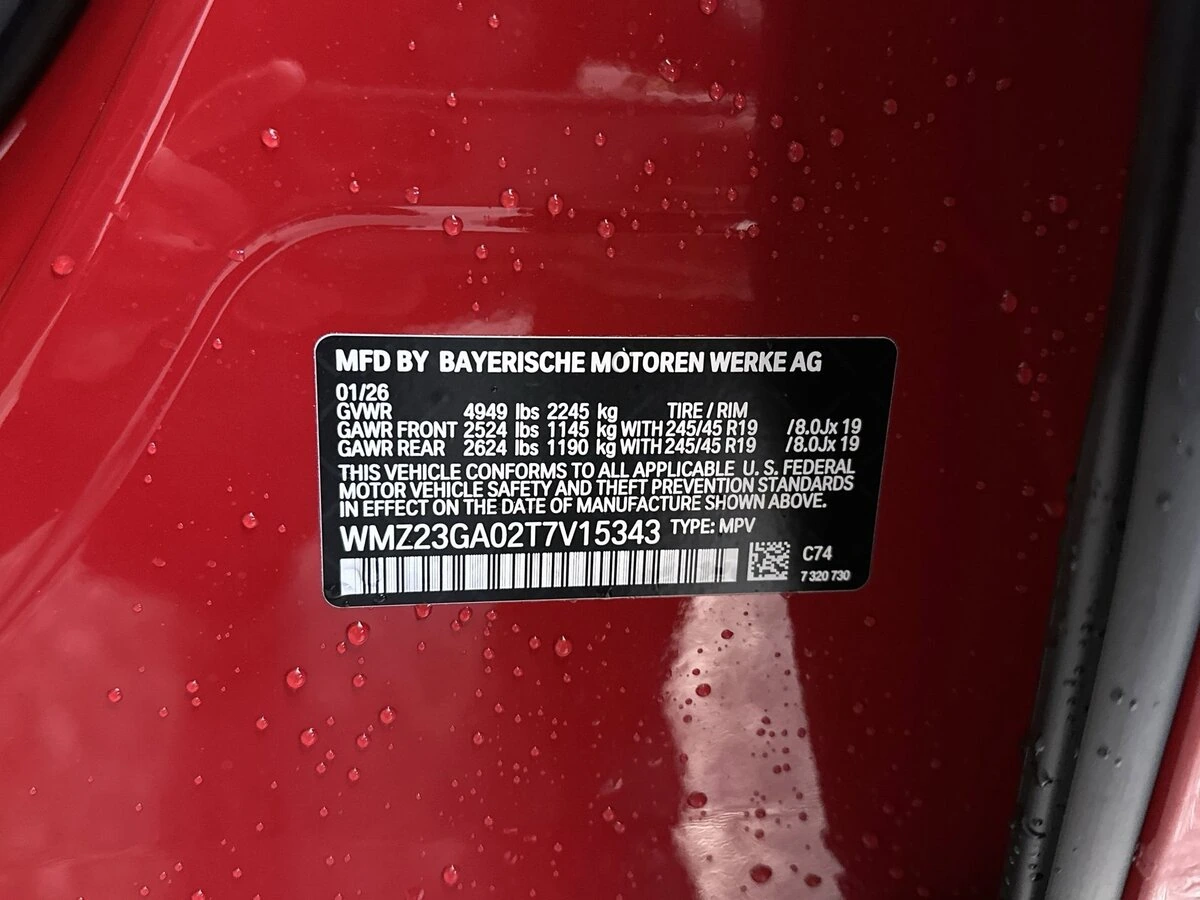 MFD BY BAYERISCHE MOTOREN WERKE AG
01/26
GVWR 4949 lbs 2245 kg TIRE / RIM
GAWR FRONT 2524 lbs 1145 kg WITH 245/45 R19 /8.0Jx 19
GAWR REAR 2624 lbs 1190 kg WITH 245/45 R19 /8.0Jx 19
THIS VEHICLE CONFORMS TO ALL APPLICABLE U. S. FEDERAL
MOTOR VEHICLE SAFETY AND THEFT PREVENTION STANDARDS
IN EFFECT ON THE DATE OF MANUFACTURE SHOWN ABOVE.
WMZ23GA02T7V15343 TYPE: MPV
C74
7 320 730